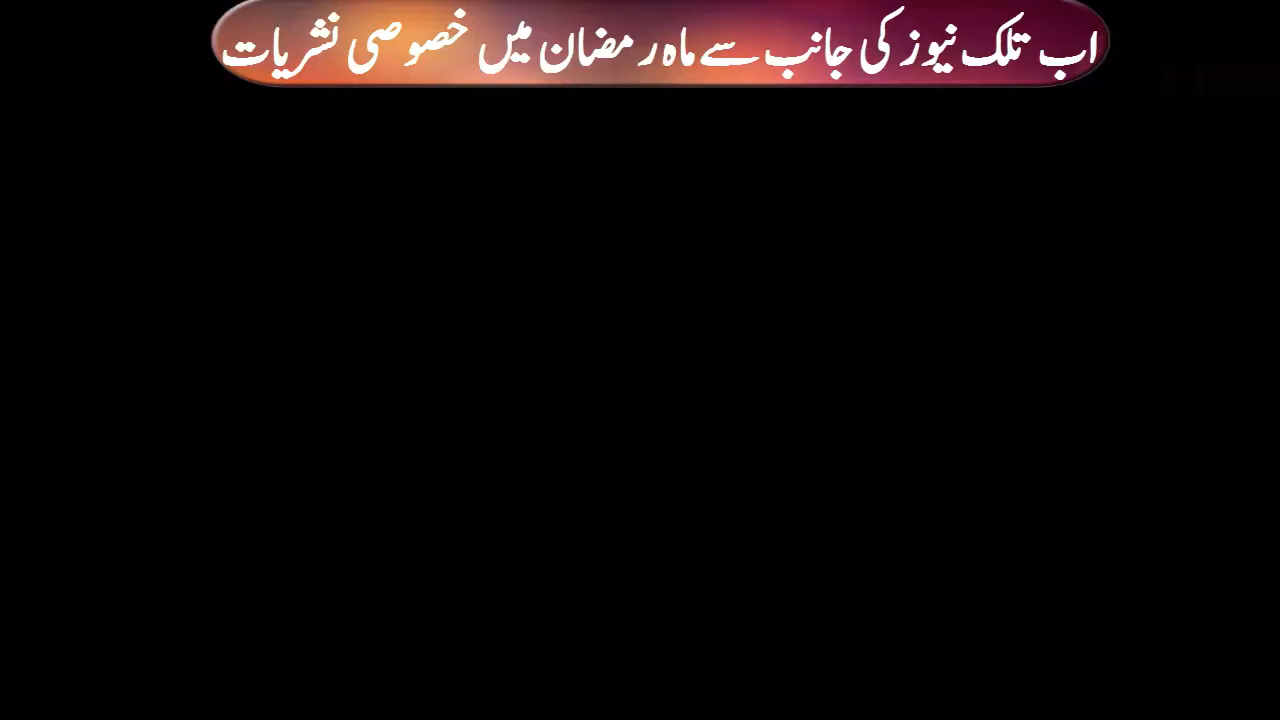 اب تلک نیوز کی جانب سے ماہ رمضان میں خصوصی نشریات